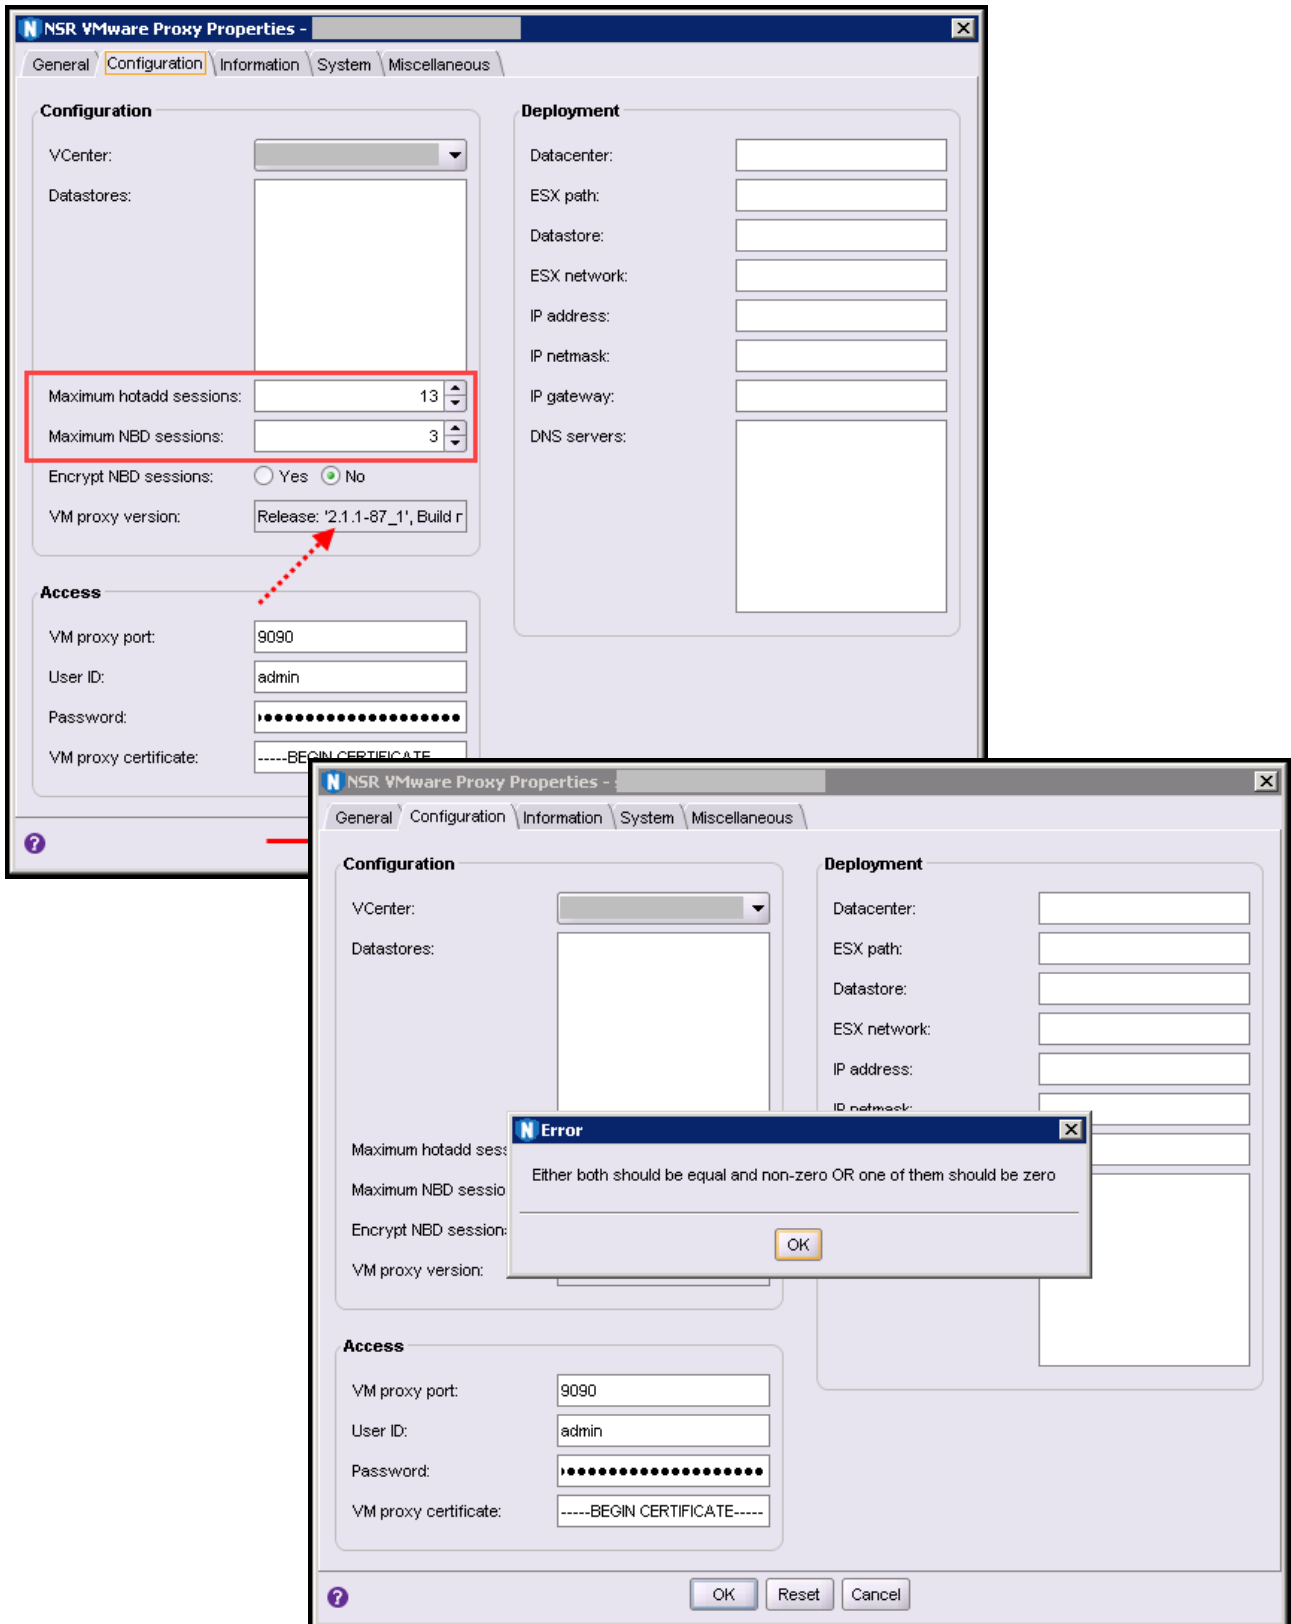 NSR VMware Proxy Properties -
General Configuration Information System Miscellaneous
Configuration
VCenter:
Datastores:
Maximum hotadd sessions: 13
Maximum NBD sessions: 3
Encrypt NBD sessions: Yes No
VM proxy version: Release: '2.1.1-87_1', Build
Access
VM proxy port: 9090
User ID: admin
Password: ●●●●●●●●●●●●●●●●●●●●
VM proxy certificate: -----BEGIN CERTIFICATE
Deployment
Datacenter:
ESX path:
Datastore:
ESX network:
IP address:
IP netmask:
IP gateway:
DNS servers:
?
NSR VMware Proxy Properties -
General Configuration Information System Miscellaneous
Configuration
VCenter:
Datastores:
Maximum hotadd sess
Maximum NBD sessio
Encrypt NBD session
VM proxy version:
Access
VM proxy port: 9090
User ID: admin
Password: ●●●●●●●●●●●●●●●●●●●●
VM proxy certificate: -----BEGIN CERTIFICATE-----
Deployment
Datacenter:
ESX path:
Datastore:
ESX network:
IP address:
IP netmask:
Error
Either both should be equal and non-zero OR one of them should be zero
OK
?
OK Reset Cancel